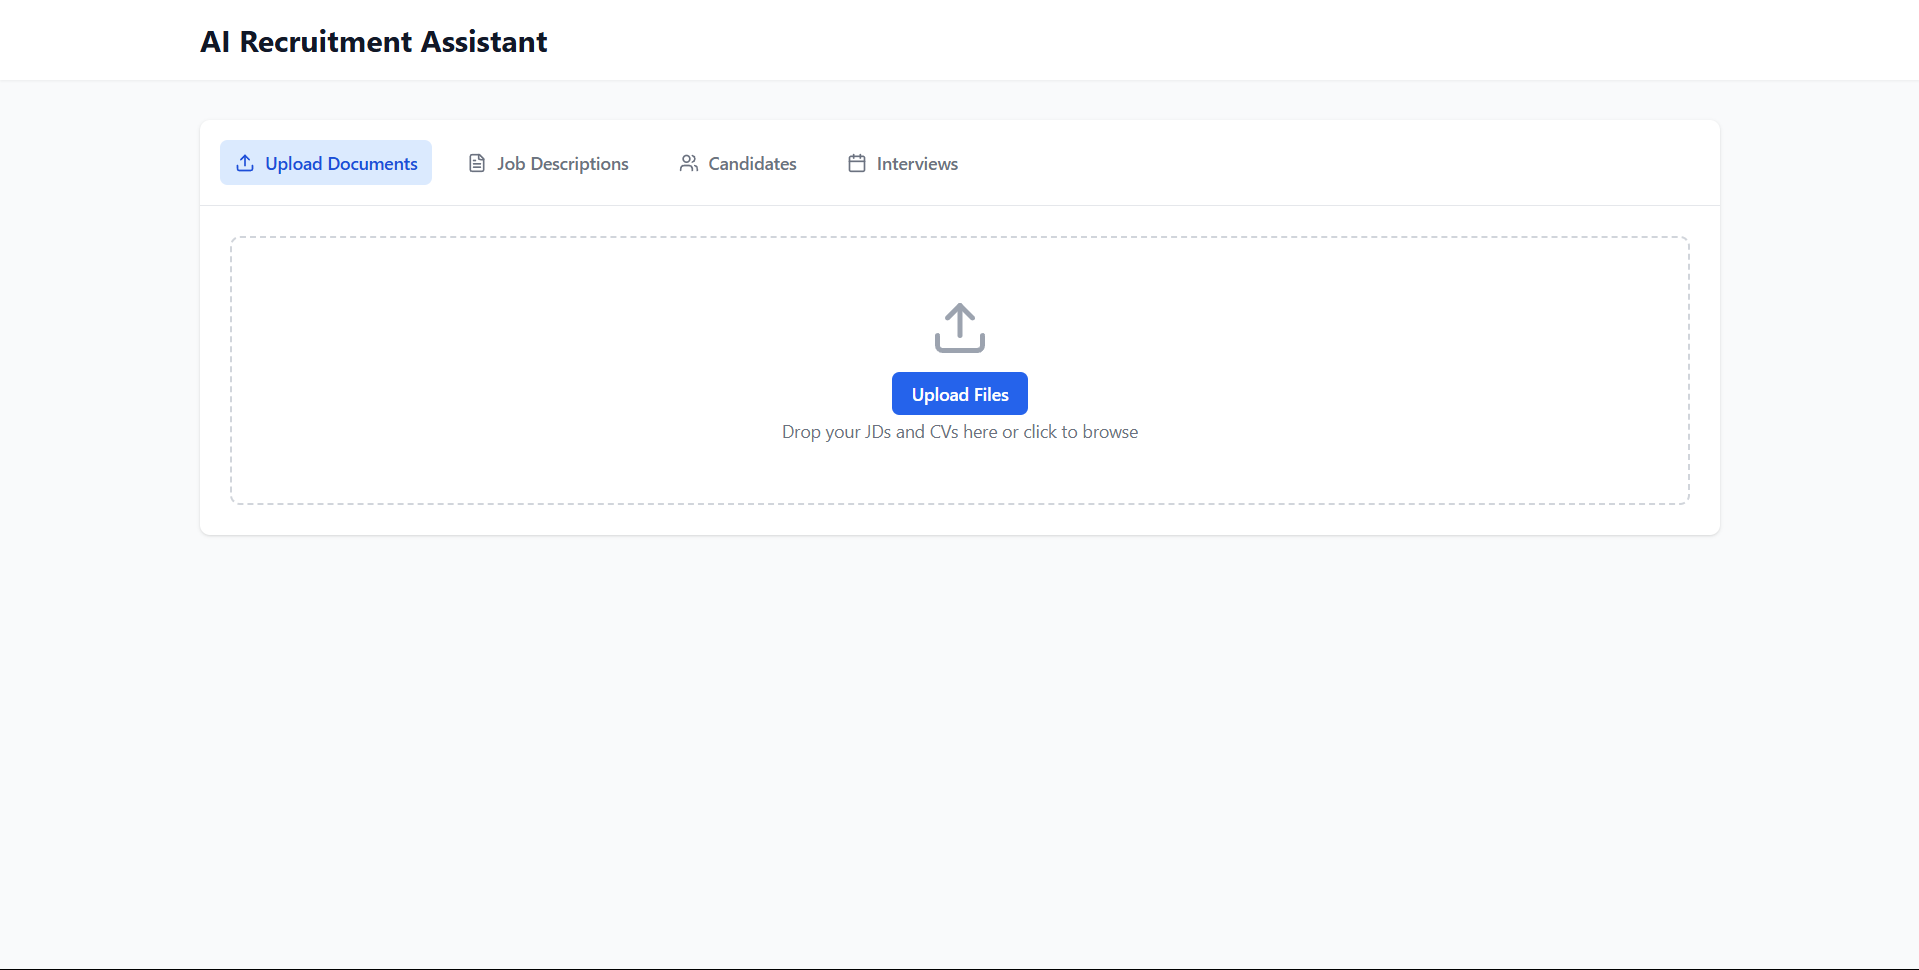 AI Recruitment Assistant
Upload Documents
Job Descriptions
Candidates
Interviews
Upload Files
Drop your JDs and CVs here or click to browse